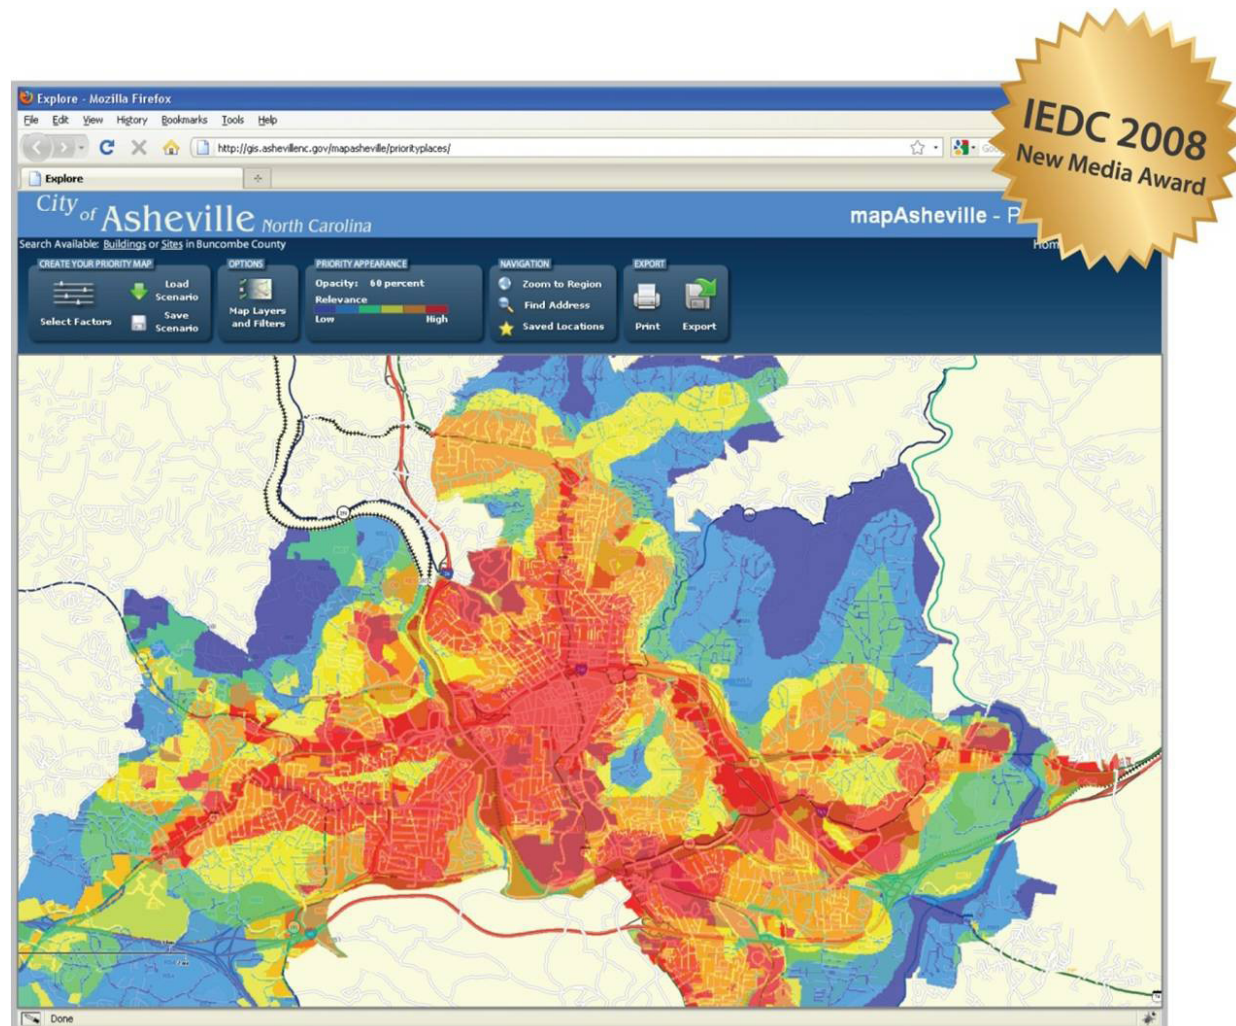 IEDC 2008
New Media Award
Explore - Mozilla Firefox
File Edit View History Bookmarks Tools Help
http://gis.ashevillenc.gov/mapasheville/priorityplaces/
Explore
City of Asheville North Carolina
mapAsheville - P
Search Available: Buildings or Sites in Buncombe County
Hom
CREATE YOUR PRIORITY MAP
Select Factors
Load
Scenario
Save
Scenario
OPTIONS
Map Layers
and Filters
PRIORITY APPEARANCE
Opacity: 60 percent
Relevance
Low High
NAVIGATION
Zoom to Region
Find Address
Saved Locations
EXPORT
Print Export
Done